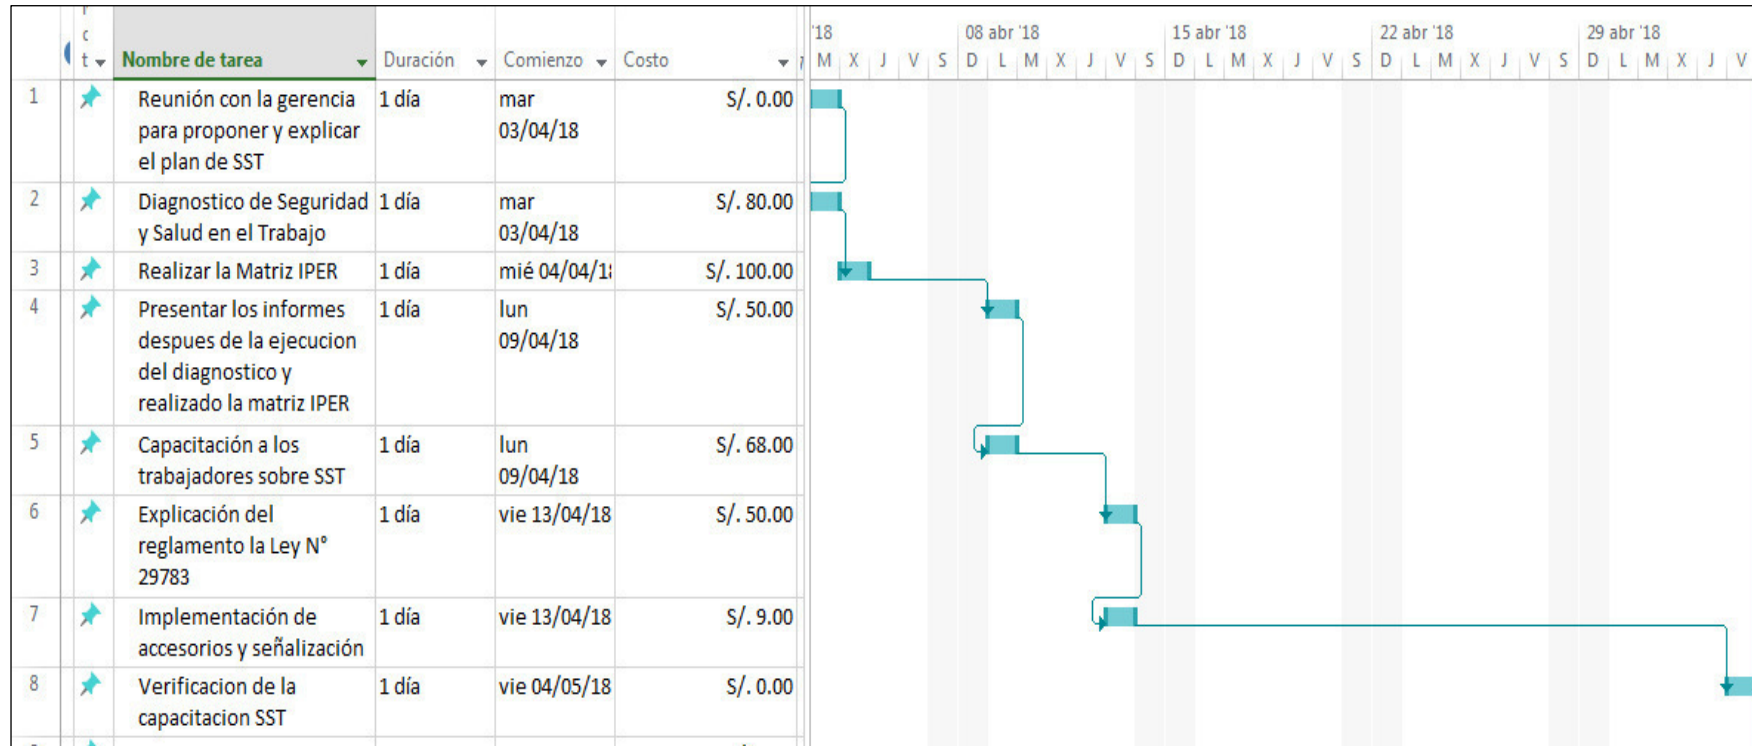 c
t Nombre de tarea Duración Comienzo Costo
'18 08 abr '18 15 abr '18 22 abr '18 29 abr '18
M X J V S D L M X J V S D L M X J V S D L M X J V S D L M X J V
1 Reunión con la gerencia 1 día mar S/. 0.00
para proponer y explicar 03/04/18
el plan de SST
2 Diagnostico de Seguridad 1 día mar S/. 80.00
y Salud en el Trabajo 03/04/18
3 Realizar la Matriz IPER 1 día mié 04/04/18 S/. 100.00
4 Presentar los informes 1 día lun S/. 50.00
despues de la ejecucion 09/04/18
del diagnostico y
realizado la matriz IPER
5 Capacitación a los 1 día lun S/. 68.00
trabajadores sobre SST 09/04/18
6 Explicación del 1 día vie 13/04/18 S/. 50.00
reglamento la Ley N°
29783
7 Implementación de 1 día vie 13/04/18 S/. 9.00
accesorios y señalización
8 Verificacion de la 1 día vie 04/05/18 S/. 0.00
capacitacion SST